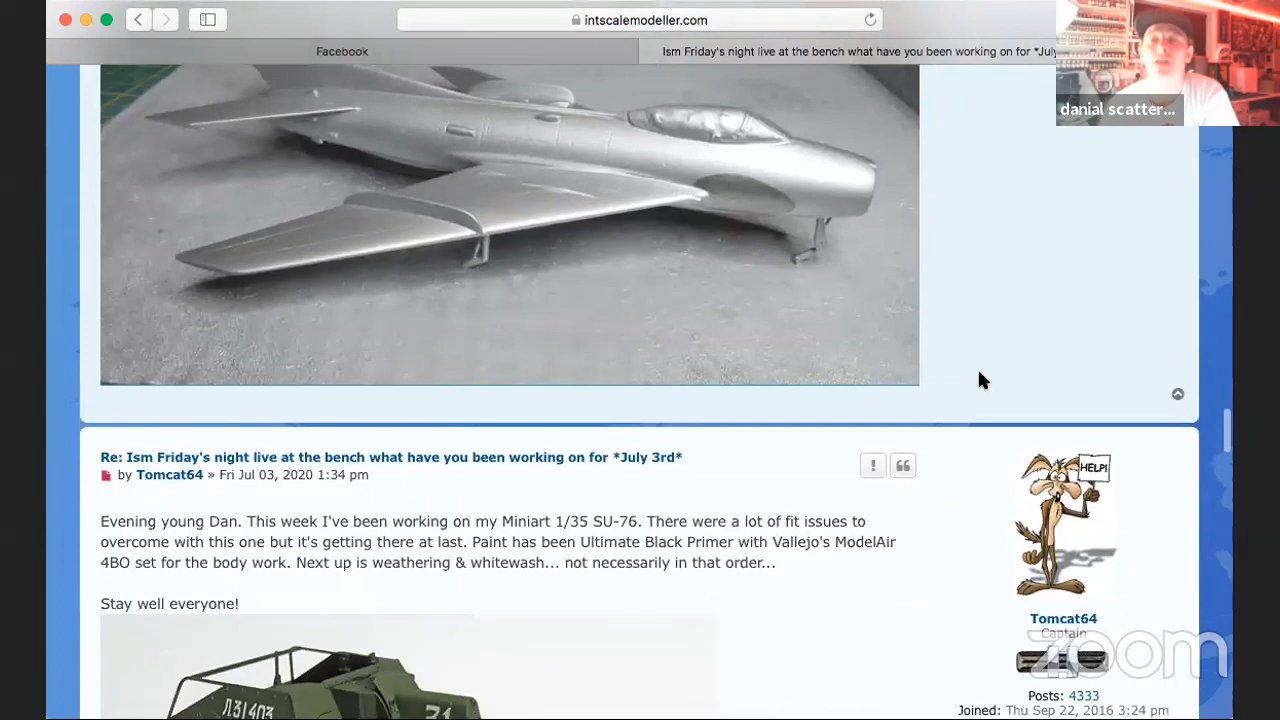 intscalemodeller.com
Facebook
Ism Friday's night live at the bench what have you been working on for *July
danial scatter...
Re: Ism Friday's night live at the bench what have you been working on for *July 3rd*
by Tomcat64 » Fri Jul 03, 2020 1:34 pm
HELP!
Evening young Dan. This week I've been working on my Miniart 1/35 SU-76. There were a lot of fit issues to
overcome with this one but it's getting there at last. Paint has been Ultimate Black Primer with Vallejo's ModelAir
4BO set for the body work. Next up is weathering & whitewash... not necessarily in that order...
Stay well everyone!
Tomcat64
Captain
zoom
Posts: 4333
Joined: Thu Sep 22, 2016 3:24 pm
Л31403
31